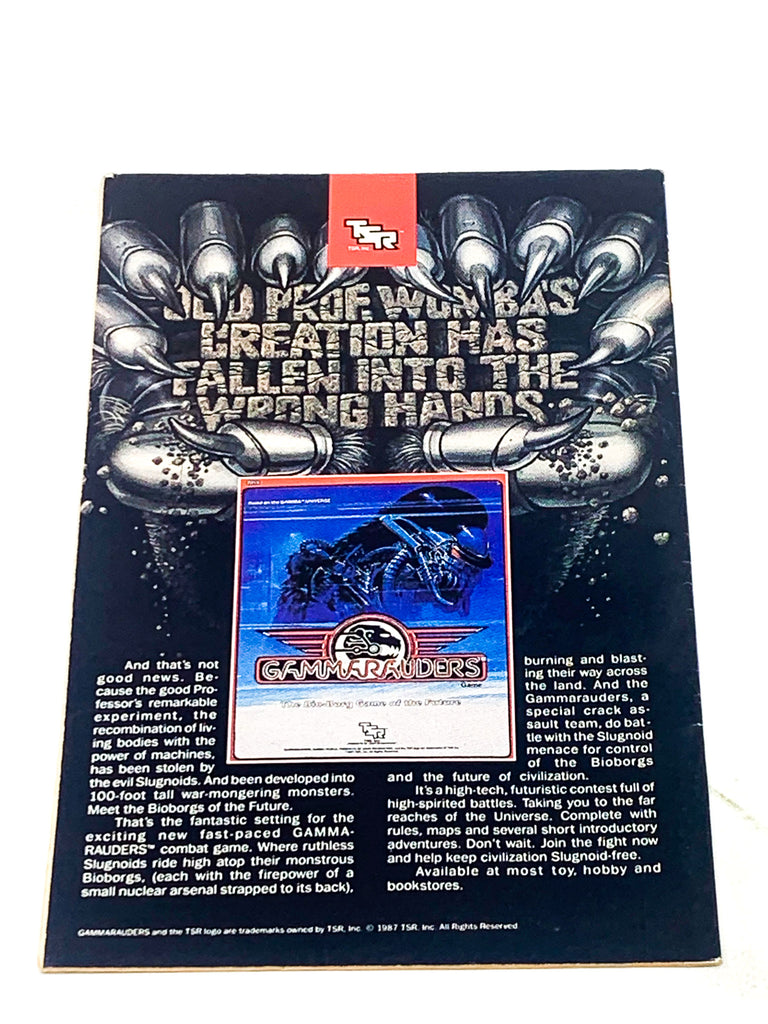 TSR
TSR, Inc.
OLD PROF. WOMBA'S
CREATION HAS
FALLEN INTO THE
WRONG HANDS.
Based on the GAMMA™ UNIVERSE
GAMMARAUDERS™
Game
The Bio-Borg Game of the Future
TSR
And that's not
good news. Be-
cause the good Pro-
fessor's remarkable
experiment, the
recombination of liv-
ing bodies with the
power of machines,
has been stolen by
the evil Slugnoids. And been developed into
100-foot tall war-mongering monsters.
Meet the Bioborgs of the Future.
That's the fantastic setting for the
exciting new fast-paced GAMMA-
RAUDERS™ combat game. Where ruthless
Slugnoids ride high atop their monstrous
Bioborgs, (each with the firepower of a
small nuclear arsenal strapped to its back),
burning and blast-
ing their way across
the land. And the
Gammarauders, a
special crack as-
sault team, do bat-
tle with the Slugnoid
menace for control
of the Bioborgs
and the future of civilization.
It's a high-tech, futuristic contest full of
high-spirited battles. Taking you to the far
reaches of the Universe. Complete with
rules, maps and several short introductory
adventures. Don't wait. Join the fight now
and help keep civilization Slugnoid-free.
Available at most toy, hobby and
bookstores.
GAMMARAUDERS and the TSR logo are trademarks owned by TSR, Inc. © 1987 TSR, Inc. All Rights Reserved.